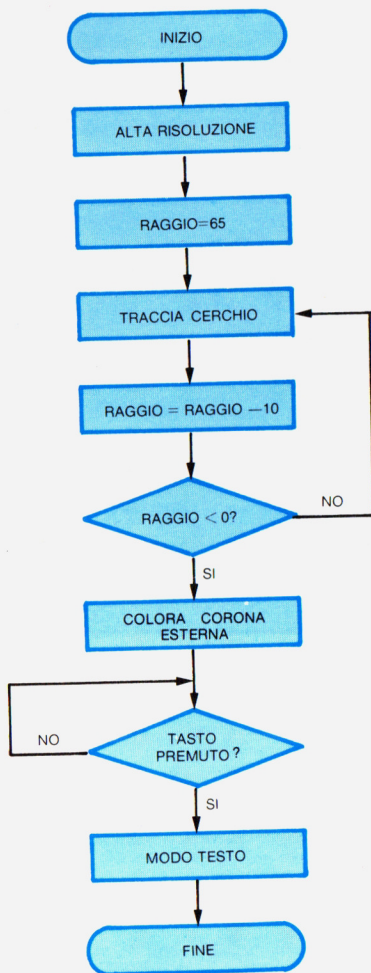 INIZIO
ALTA RISOLUZIONE
RAGGIO=65
TRACCIA CERCHIO
RAGGIO = RAGGIO −10
RAGGIO < 0?
NO
SI
COLORA CORONA
ESTERNA
NO
TASTO
PREMUTO?
SI
MODO TESTO
FINE